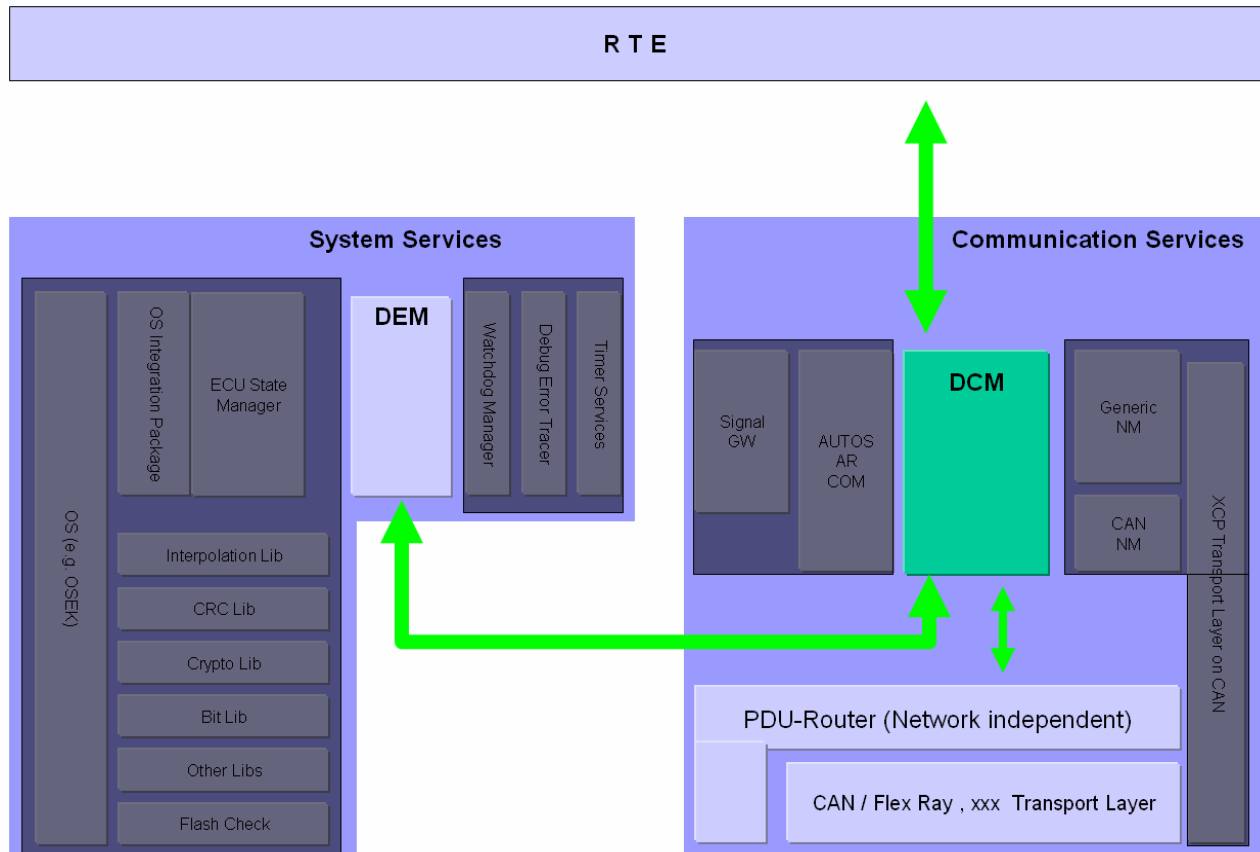 R T E
System Services
Communication Services
OS (e.g. OSEK)
OS Integration Package
ECU State
Manager
DEM
Watchdog Manager
Debug Error Tracer
Timer Services
Interpolation Lib
CRC Lib
Crypto Lib
Bit Lib
Other Libs
Flash Check
Signal
GW
AUTOS
AR
COM
DCM
Generic
NM
CAN
NM
XCP Transport Layer on CAN
PDU-Router (Network independent)
CAN / Flex Ray , xxx Transport Layer